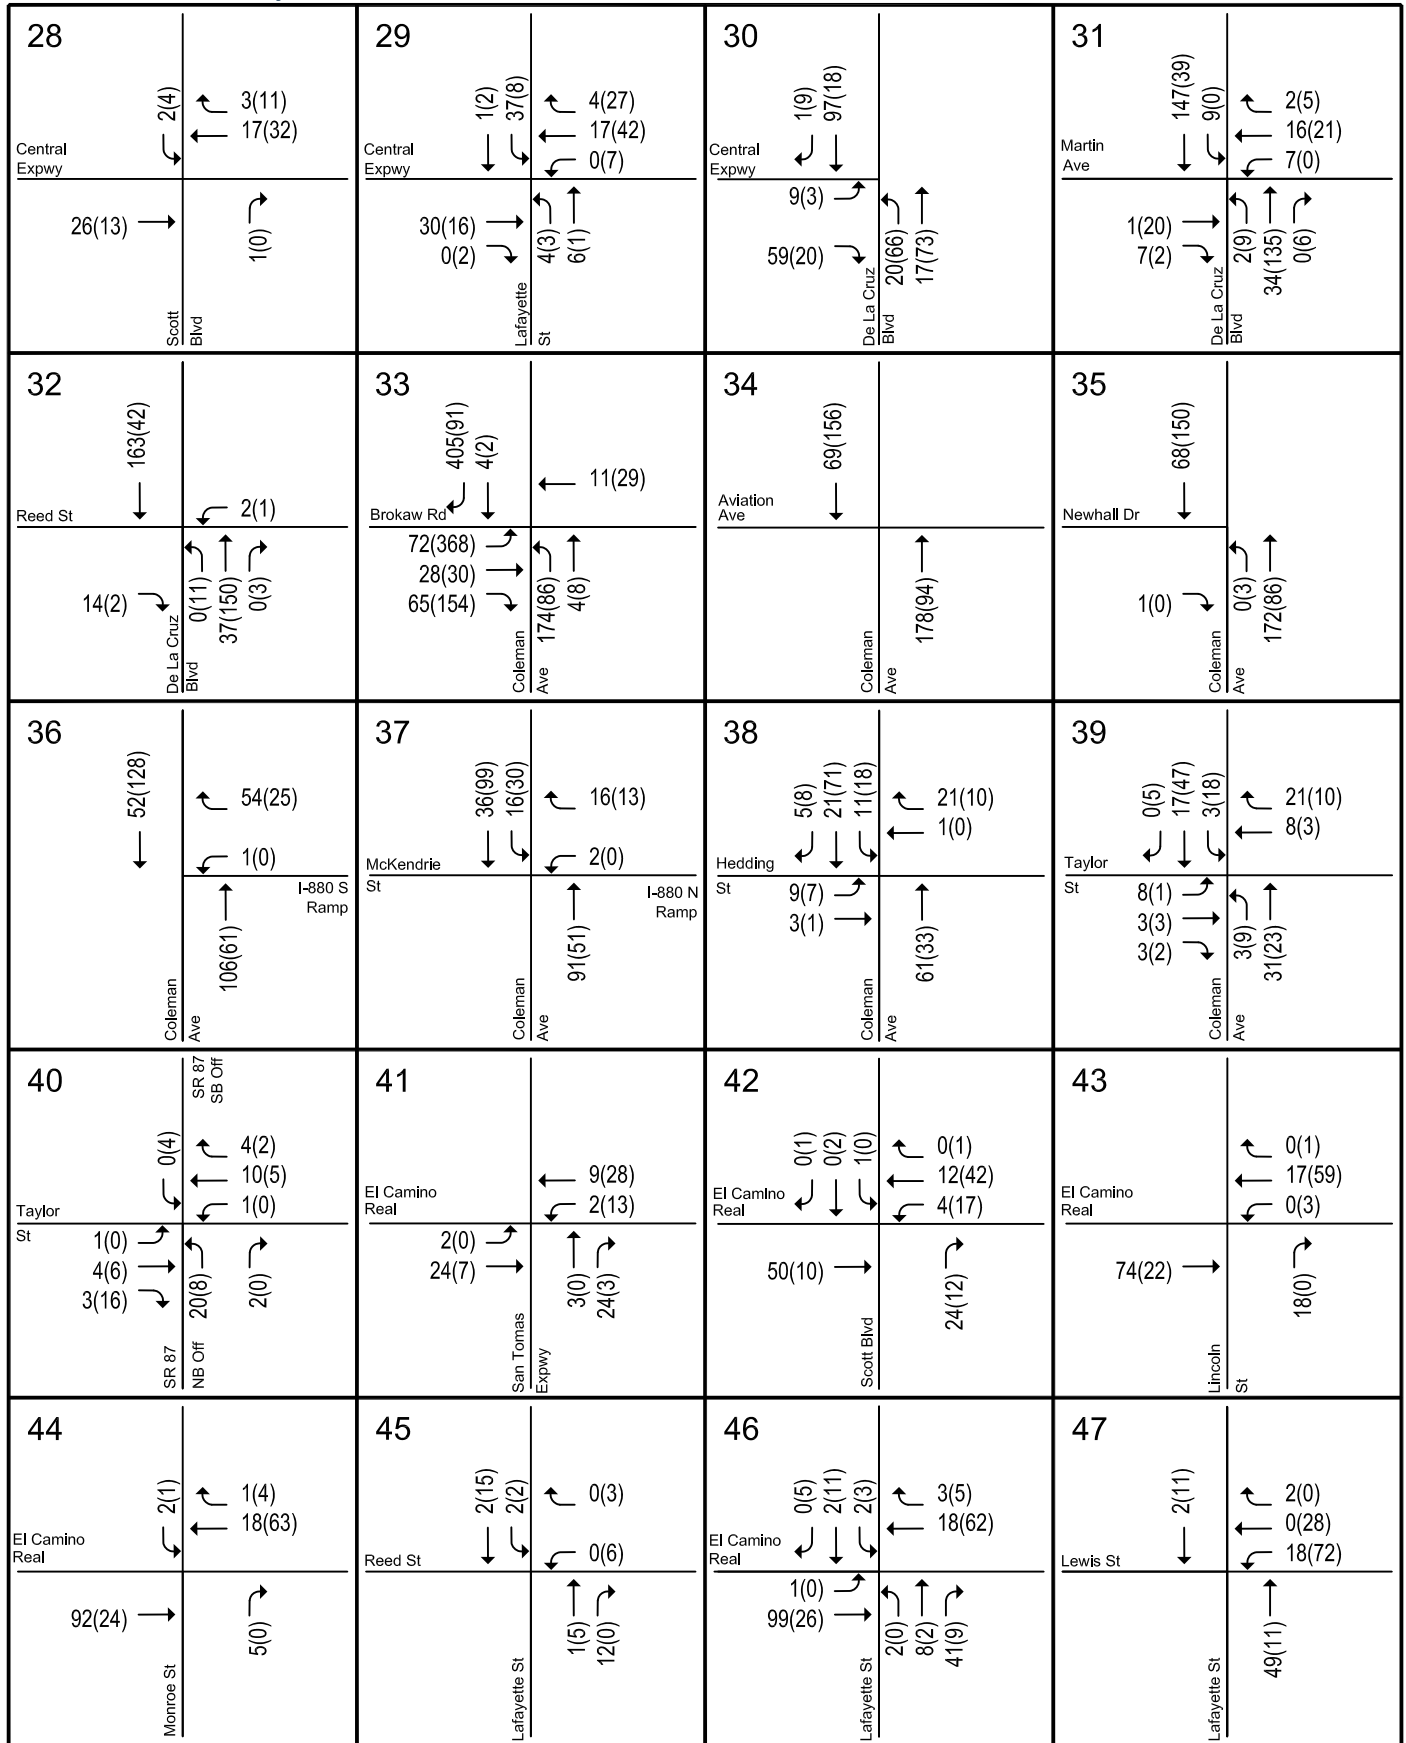 28
2(4)
3(11)
17(32)
Central
Expwy
26(13)
1(0)
Scott
Blvd
29
1(2)
37(8)
4(27)
17(42)
0(7)
Central
Expwy
30(16)
0(2)
4(3)
6(1)
Lafayette
St
30
1(9)
97(18)
Central
Expwy
9(3)
59(20)
20(66)
17(73)
De La Cruz
Blvd
31
147(39)
9(0)
2(5)
16(21)
7(0)
Martin
Ave
1(20)
7(2)
2(9)
34(135)
0(6)
De La Cruz
Blvd
32
163(42)
2(1)
Reed St
14(2)
0(11)
37(150)
0(3)
De La Cruz
Blvd
33
405(91)
4(2)
11(29)
Brokaw Rd
72(368)
28(30)
65(154)
174(86)
4(8)
Coleman
Ave
34
69(156)
Aviation
Ave
178(94)
Coleman
Ave
35
68(150)
Newhall Dr
1(0)
0(3)
172(86)
Coleman
Ave
36
52(128)
54(25)
1(0)
I-880 S
Ramp
106(61)
Coleman
Ave
37
36(99)
16(30)
16(13)
2(0)
McKendrie
St
I-880 N
Ramp
91(51)
Coleman
Ave
38
5(8)
21(71)
11(18)
21(10)
1(0)
Hedding
St
9(7)
3(1)
61(33)
Coleman
Ave
39
0(5)
17(47)
3(18)
21(10)
8(3)
Taylor
St
8(1)
3(3)
3(2)
3(9)
31(23)
Coleman
Ave
40
SR 87
SB Off
0(4)
4(2)
10(5)
1(0)
Taylor
St
1(0)
4(6)
3(16)
20(8)
2(0)
SR 87
NB Off
41
9(28)
2(13)
El Camino
Real
2(0)
24(7)
3(0)
24(3)
San Tomas
Expwy
42
0(1)
0(2)
1(0)
0(1)
12(42)
4(17)
El Camino
Real
50(10)
24(12)
Scott Blvd
43
0(1)
17(59)
0(3)
El Camino
Real
74(22)
18(0)
Lincoln
St
44
2(1)
1(4)
18(63)
El Camino
Real
92(24)
5(0)
Monroe St
45
2(15)
2(2)
0(3)
0(6)
Reed St
1(5)
12(0)
Lafayette St
46
0(5)
2(11)
2(3)
3(5)
18(62)
El Camino
Real
1(0)
99(26)
2(0)
8(2)
41(9)
Lafayette St
47
2(11)
2(0)
0(28)
18(72)
Lewis St
49(11)
Lafayette St